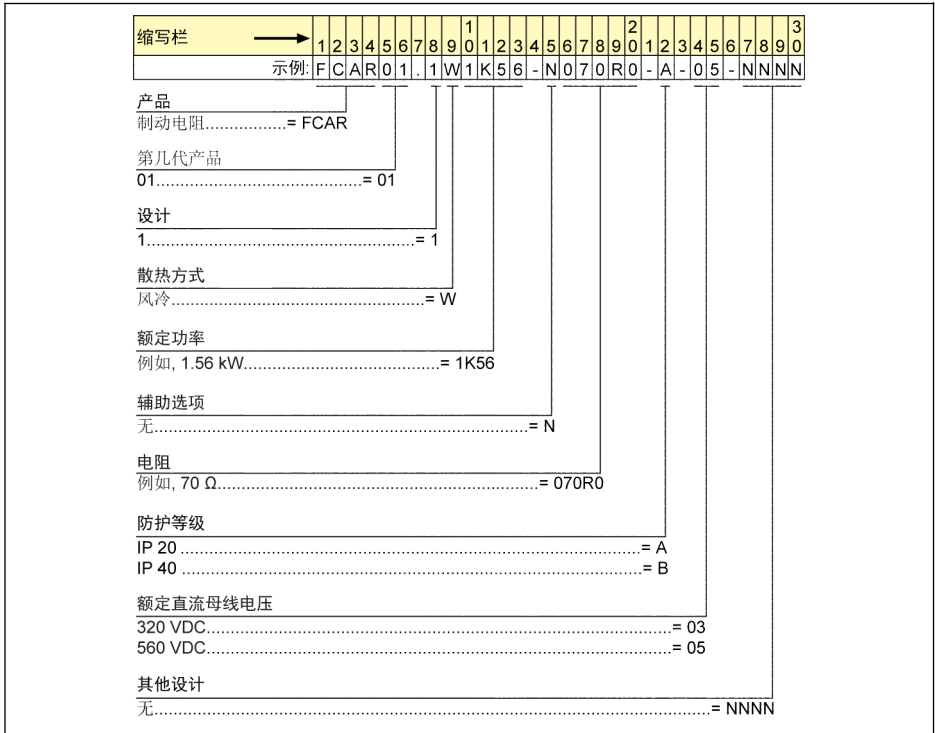 缩写栏 1 2 3 4 5 6 7 8 9 10 1 2 3 4 5 6 7 8 9 20 1 2 3 4 5 6 7 8 9 30
示例: F C A R 0 1 . 1 W 1 K 5 6 - N 0 7 0 R 0 - A - 0 5 - N N N N
产品
制动电阻................= FCAR
第几代产品
01.......................................= 01
设计
1...................................................= 1
散热方式
风冷................................................= W
额定功率
例如, 1.56 kW.....................................= 1K56
辅助选项
无.......................................................................= N
电阻
例如, 70 Ω.............................................................= 070R0
防护等级
IP 20 .......................................................................................= A
IP 40 .......................................................................................= B
额定直流母线电压
320 VDC........................................................................................= 03
560 VDC........................................................................................= 05
其他设计
无.........................................................................................................= NNNN